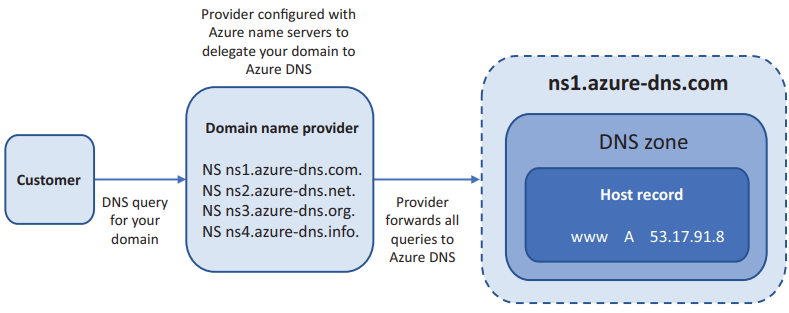 Provider configured with
Azure name servers to
delegate your domain to
Azure DNS
Customer
DNS query
for your
domain
Domain name provider
NS ns1.azure-dns.com.
NS ns2.azure-dns.net.
NS ns3.azure-dns.org.
NS ns4.azure-dns.info.
Provider
forwards all
queries to
Azure DNS
ns1.azure-dns.com
DNS zone
Host record
www A 53.17.91.8